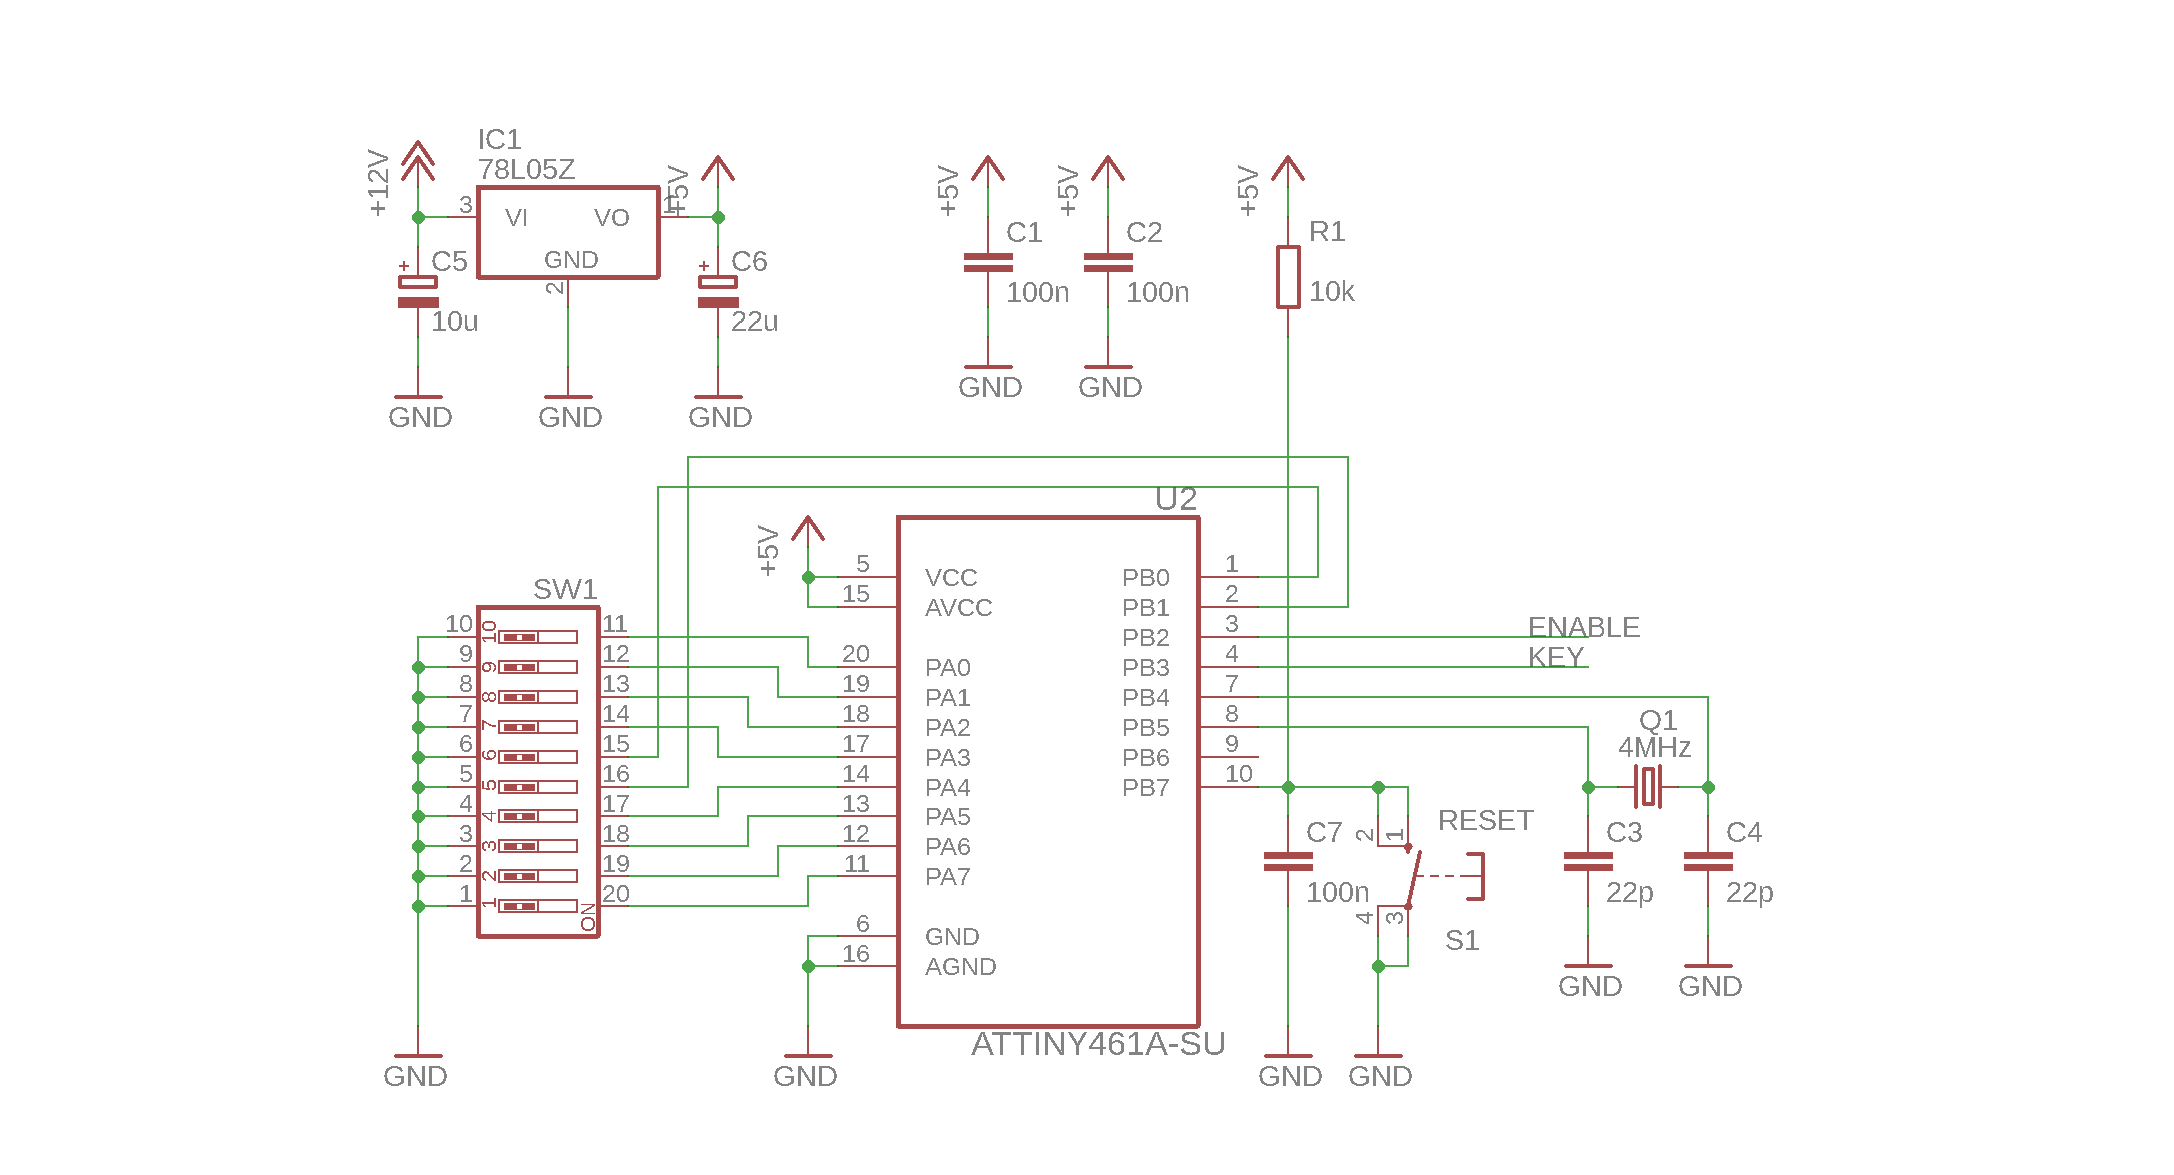 +12V
IC1
78L05Z
3
VI
VO
1
GND
2
+5V
+
C5
10u
GND
GND
+
C6
22u
GND
+5V
C1
100n
GND
+5V
C2
100n
GND
+5V
R1
10k
U2
+5V
5 VCC
15 AVCC
20 PA0
19 PA1
18 PA2
17 PA3
14 PA4
13 PA5
12 PA6
11 PA7
6 GND
16 AGND
PB0 1
PB1 2
PB2 3
PB3 4
PB4 7
PB5 8
PB6 9
PB7 10
ATTINY461A-SU
GND
ENABLE
KEY
SW1
10 10 11
9 9 12
8 8 13
7 7 14
6 6 15
5 5 16
4 4 17
3 3 18
2 2 19
1 1 20
ON
GND
Q1
4MHz
C3
22p
GND
C4
22p
GND
C7
100n
GND
RESET
2 1
4 3
S1
GND